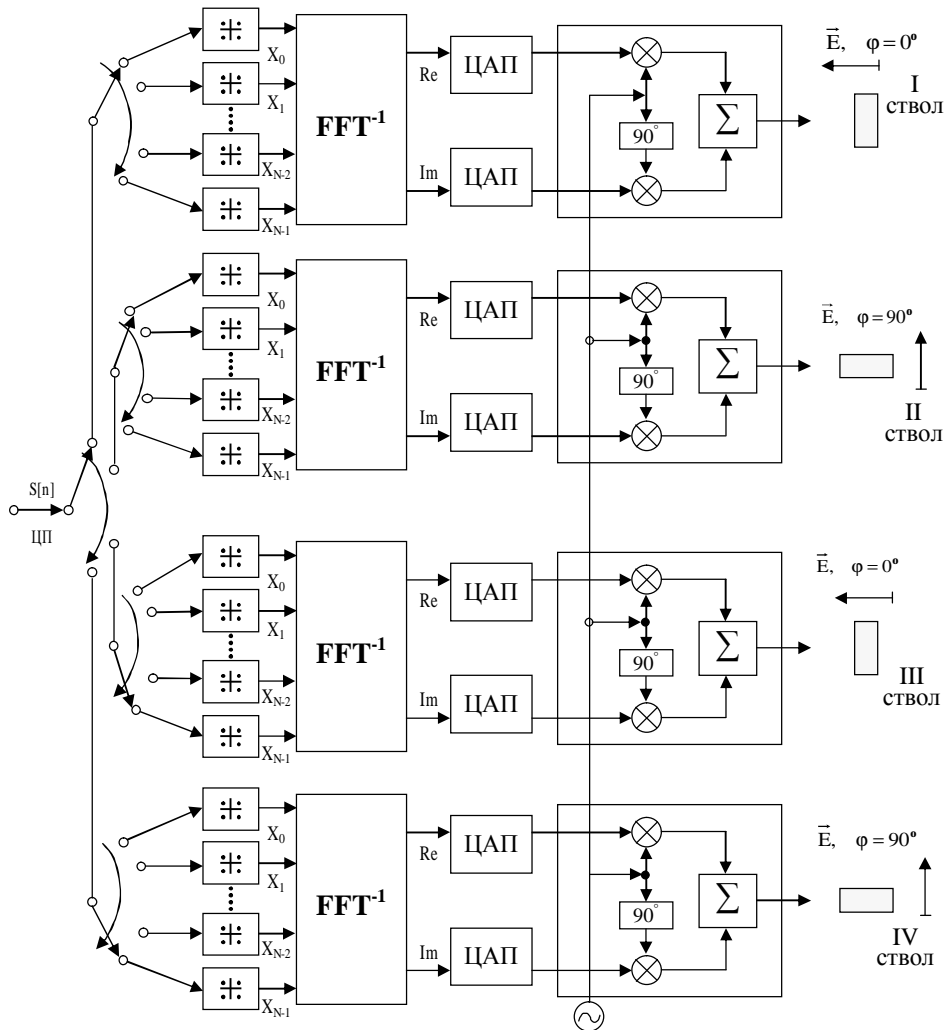 X0
X1
XN-2
XN-1
FFT-1
Re
Im
ЦАП
ЦАП
90°
Σ
E, φ = 0°
I
ствол
X0
X1
XN-2
XN-1
FFT-1
Re
Im
ЦАП
ЦАП
90°
Σ
E, φ = 90°
II
ствол
S[n]
ЦП
X0
X1
XN-2
XN-1
FFT-1
Re
Im
ЦАП
ЦАП
90°
Σ
E, φ = 0°
III
ствол
X0
X1
XN-2
XN-1
FFT-1
Re
Im
ЦАП
ЦАП
90°
Σ
E, φ = 90°
IV
ствол